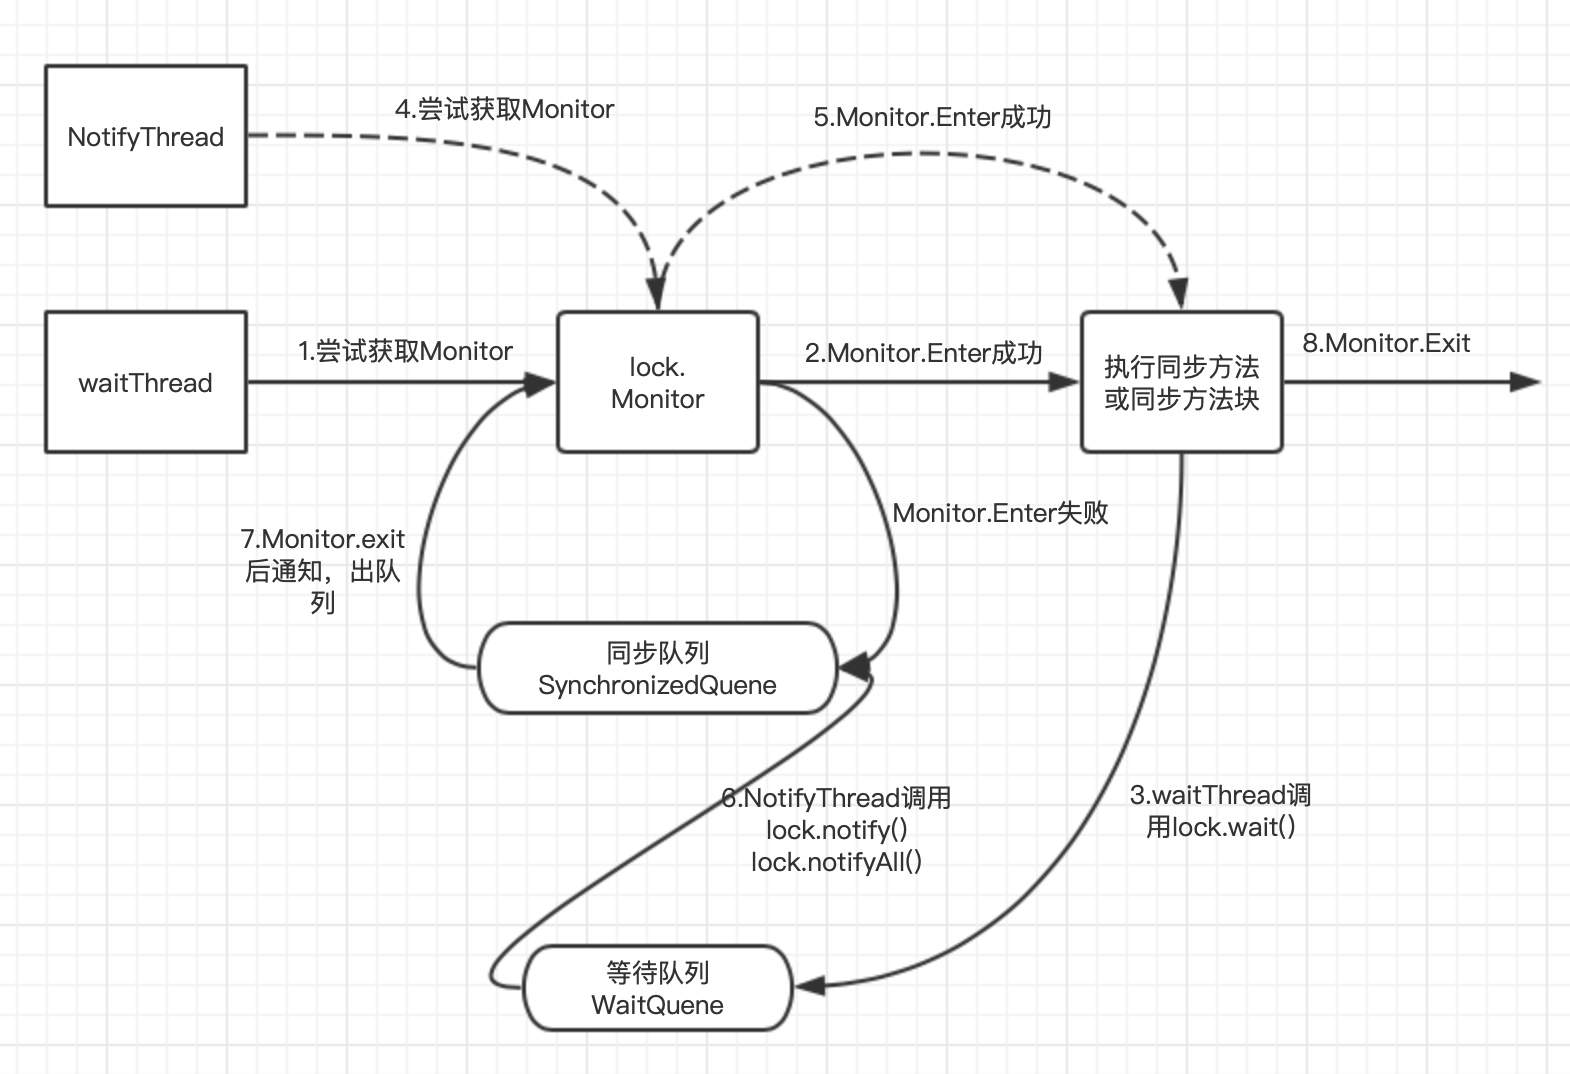 4.尝试获取Monitor
5.Monitor.Enter成功
NotifyThread
1.尝试获取Monitor
2.Monitor.Enter成功
8.Monitor.Exit
waitThread
lock.
Monitor
执行同步方法
或同步方法块
Monitor.Enter失败
7.Monitor.exit
后通知，出队
列
同步队列
SynchronizedQuene
6.NotifyThread调用
lock.notify()
lock.notifyAll()
3.waitThread调
用lock.wait()
等待队列
WaitQuene